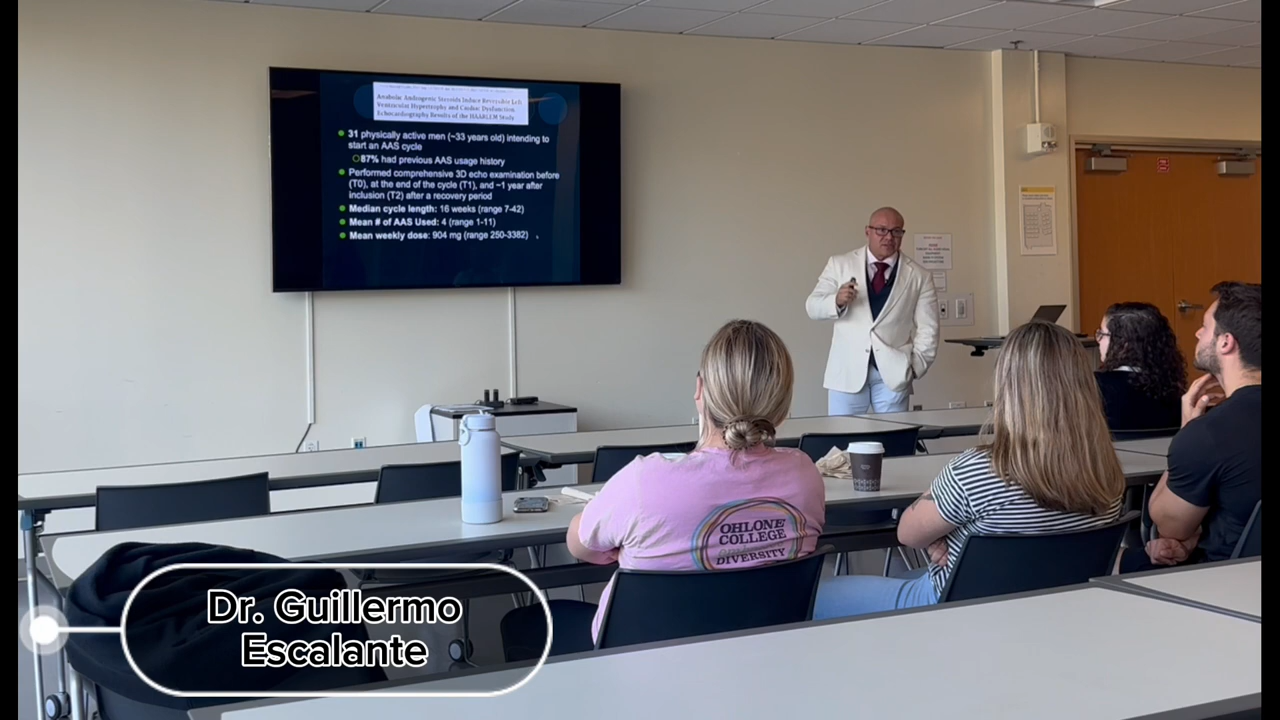 Anabolic Androgenic Steroids Induce Reversible Left
Ventricular Hypertrophy and Cardiac Dysfunction
Echocardiography Results of the HAARLEM Study
31 physically active men (~33 years old) intending to
start an AAS cycle
87% had previous AAS usage history
Performed comprehensive 3D echo examination before
(T0), at the end of the cycle (T1), and ~1 year after
inclusion (T2) after a recovery period
Median cycle length: 16 weeks (range 7-42)
Mean # of AAS Used: 4 (range 1-11)
Mean weekly dose: 904 mg (range 250-3382)
OHLONE
COLLEGE
DIVERSITY
Dr. Guillermo
Escalante